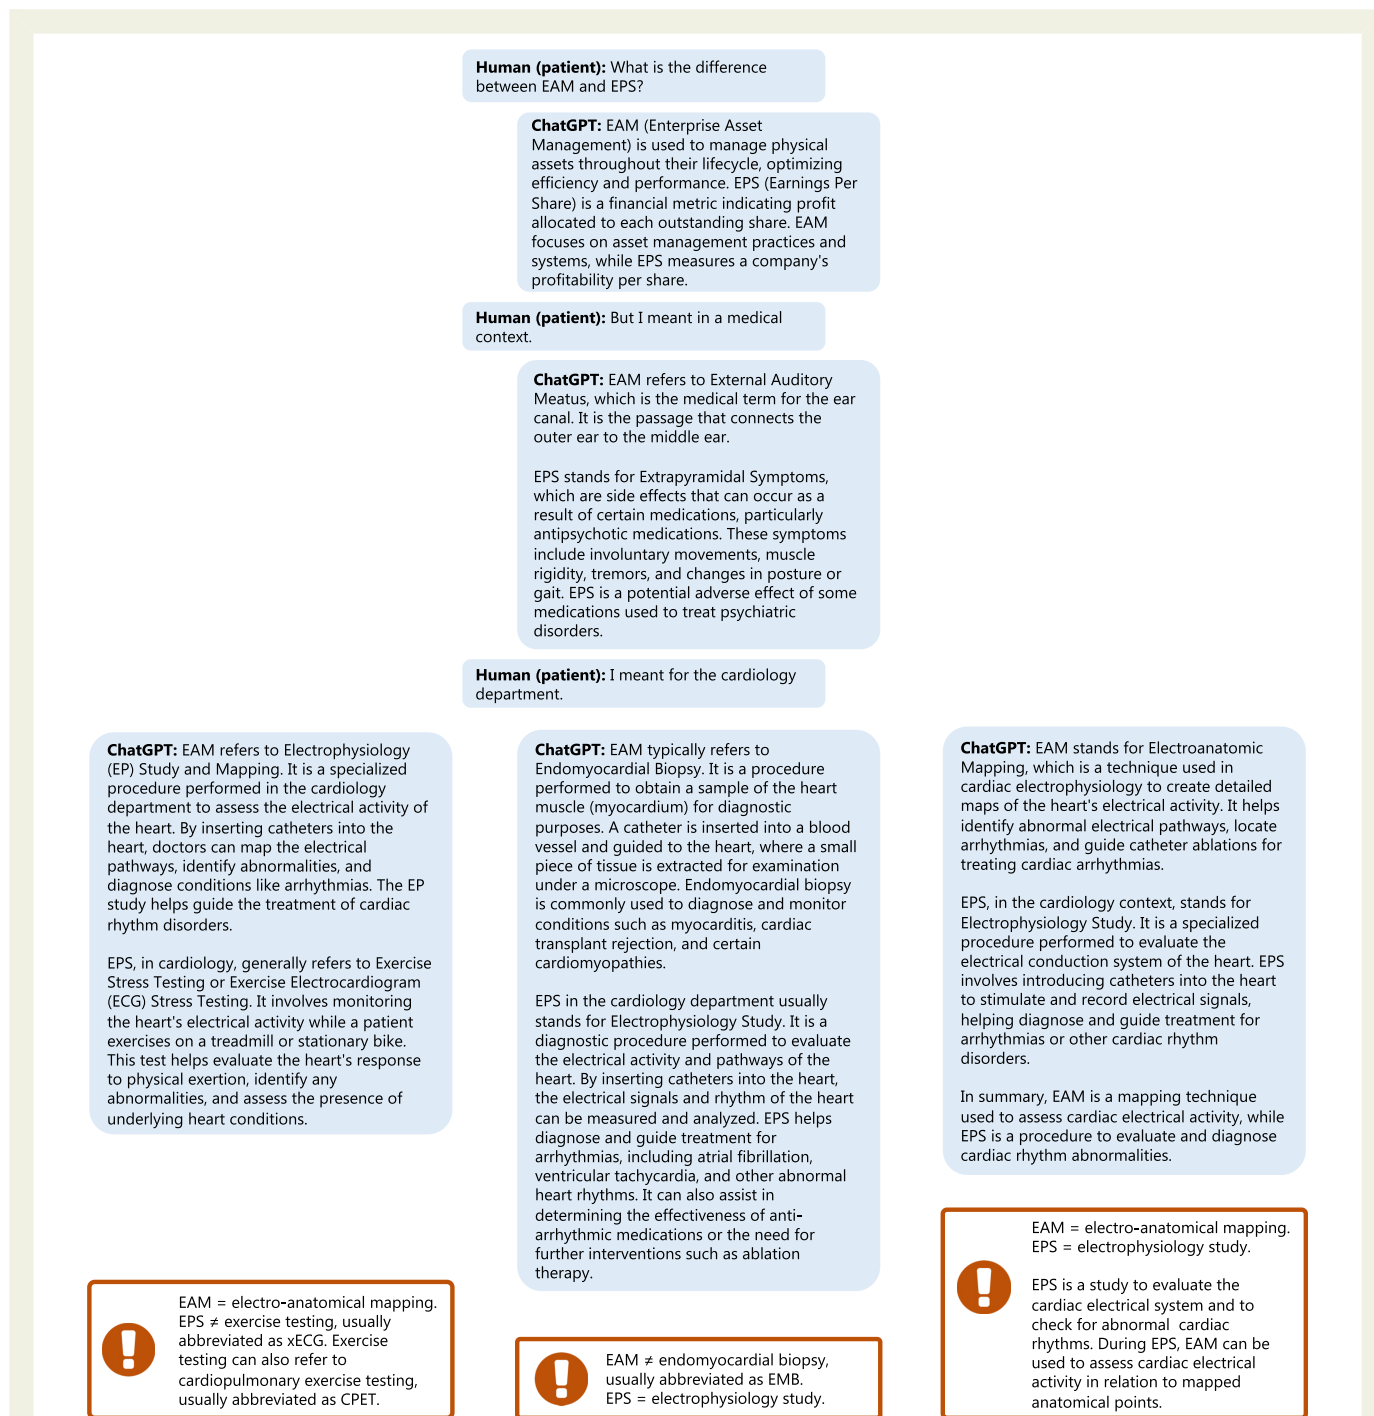 Human (patient): What is the difference
between EAM and EPS?
ChatGPT: EAM (Enterprise Asset
Management) is used to manage physical
assets throughout their lifecycle, optimizing
efficiency and performance. EPS (Earnings Per
Share) is a financial metric indicating profit
allocated to each outstanding share. EAM
focuses on asset management practices and
systems, while EPS measures a company's
profitability per share.
Human (patient): But I meant in a medical
context.
ChatGPT: EAM refers to External Auditory
Meatus, which is the medical term for the ear
canal. It is the passage that connects the
outer ear to the middle ear.
EPS stands for Extrapyramidal Symptoms,
which are side effects that can occur as a
result of certain medications, particularly
antipsychotic medications. These symptoms
include involuntary movements, muscle
rigidity, tremors, and changes in posture or
gait. EPS is a potential adverse effect of some
medications used to treat psychiatric
disorders.
Human (patient): I meant for the cardiology
department.
ChatGPT: EAM refers to Electrophysiology
(EP) Study and Mapping. It is a specialized
procedure performed in the cardiology
department to assess the electrical activity of
the heart. By inserting catheters into the
heart, doctors can map the electrical
pathways, identify abnormalities, and
diagnose conditions like arrhythmias. The EP
study helps guide the treatment of cardiac
rhythm disorders.
EPS, in cardiology, generally refers to Exercise
Stress Testing or Exercise Electrocardiogram
(ECG) Stress Testing. It involves monitoring
the heart's electrical activity while a patient
exercises on a treadmill or stationary bike.
This test helps evaluate the heart's response
to physical exertion, identify any
abnormalities, and assess the presence of
underlying heart conditions.
EAM = electro-anatomical mapping.
EPS ≠ exercise testing, usually
abbreviated as xECG. Exercise
testing can also refer to
cardiopulmonary exercise testing,
usually abbreviated as CPET.
ChatGPT: EAM typically refers to
Endomyocardial Biopsy. It is a procedure
performed to obtain a sample of the heart
muscle (myocardium) for diagnostic
purposes. A catheter is inserted into a blood
vessel and guided to the heart, where a small
piece of tissue is extracted for examination
under a microscope. Endomyocardial biopsy
is commonly used to diagnose and monitor
conditions such as myocarditis, cardiac
transplant rejection, and certain
cardiomyopathies.
EPS in the cardiology department usually
stands for Electrophysiology Study. It is a
diagnostic procedure performed to evaluate
the electrical activity and pathways of the
heart. By inserting catheters into the heart,
the electrical signals and rhythm of the heart
can be measured and analyzed. EPS helps
diagnose and guide treatment for
arrhythmias, including atrial fibrillation,
ventricular tachycardia, and other abnormal
heart rhythms. It can also assist in
determining the effectiveness of anti-
arrhythmic medications or the need for
further interventions such as ablation
therapy.
EAM ≠ endomyocardial biopsy,
usually abbreviated as EMB.
EPS = electrophysiology study.
ChatGPT: EAM stands for Electroanatomic
Mapping, which is a technique used in
cardiac electrophysiology to create detailed
maps of the heart's electrical activity. It helps
identify abnormal electrical pathways, locate
arrhythmias, and guide catheter ablations for
treating cardiac arrhythmias.
EPS, in the cardiology context, stands for
Electrophysiology Study. It is a specialized
procedure performed to evaluate the
electrical conduction system of the heart. EPS
involves introducing catheters into the heart
to stimulate and record electrical signals,
helping diagnose and guide treatment for
arrhythmias or other cardiac rhythm
disorders.
In summary, EAM is a mapping technique
used to assess cardiac electrical activity, while
EPS is a procedure to evaluate and diagnose
cardiac rhythm abnormalities.
EAM = electro-anatomical mapping.
EPS = electrophysiology study.
EPS is a study to evaluate the
cardiac electrical system and to
check for abnormal cardiac
rhythms. During EPS, EAM can be
used to assess cardiac electrical
activity in relation to mapped
anatomical points.